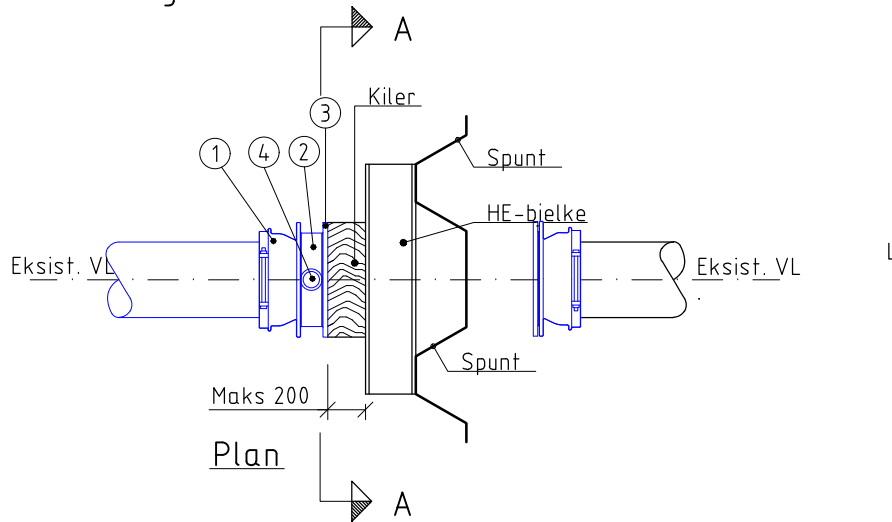 A
3
Kiler
1
4
2
Spunt
HE-bjelke
Eksist. VL
Eksist. VL
Spunt
Maks 200
Plan
A